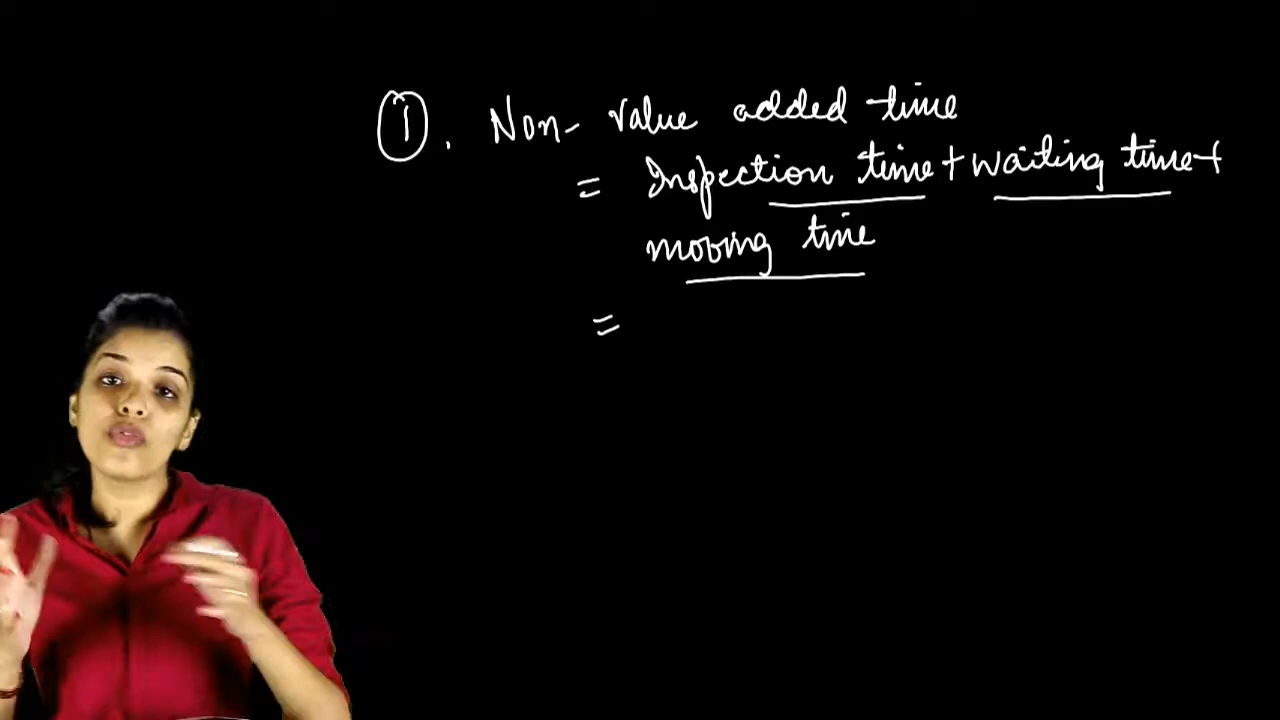 ①. Non-value added time
= Inspection time + waiting time +
moving time
=